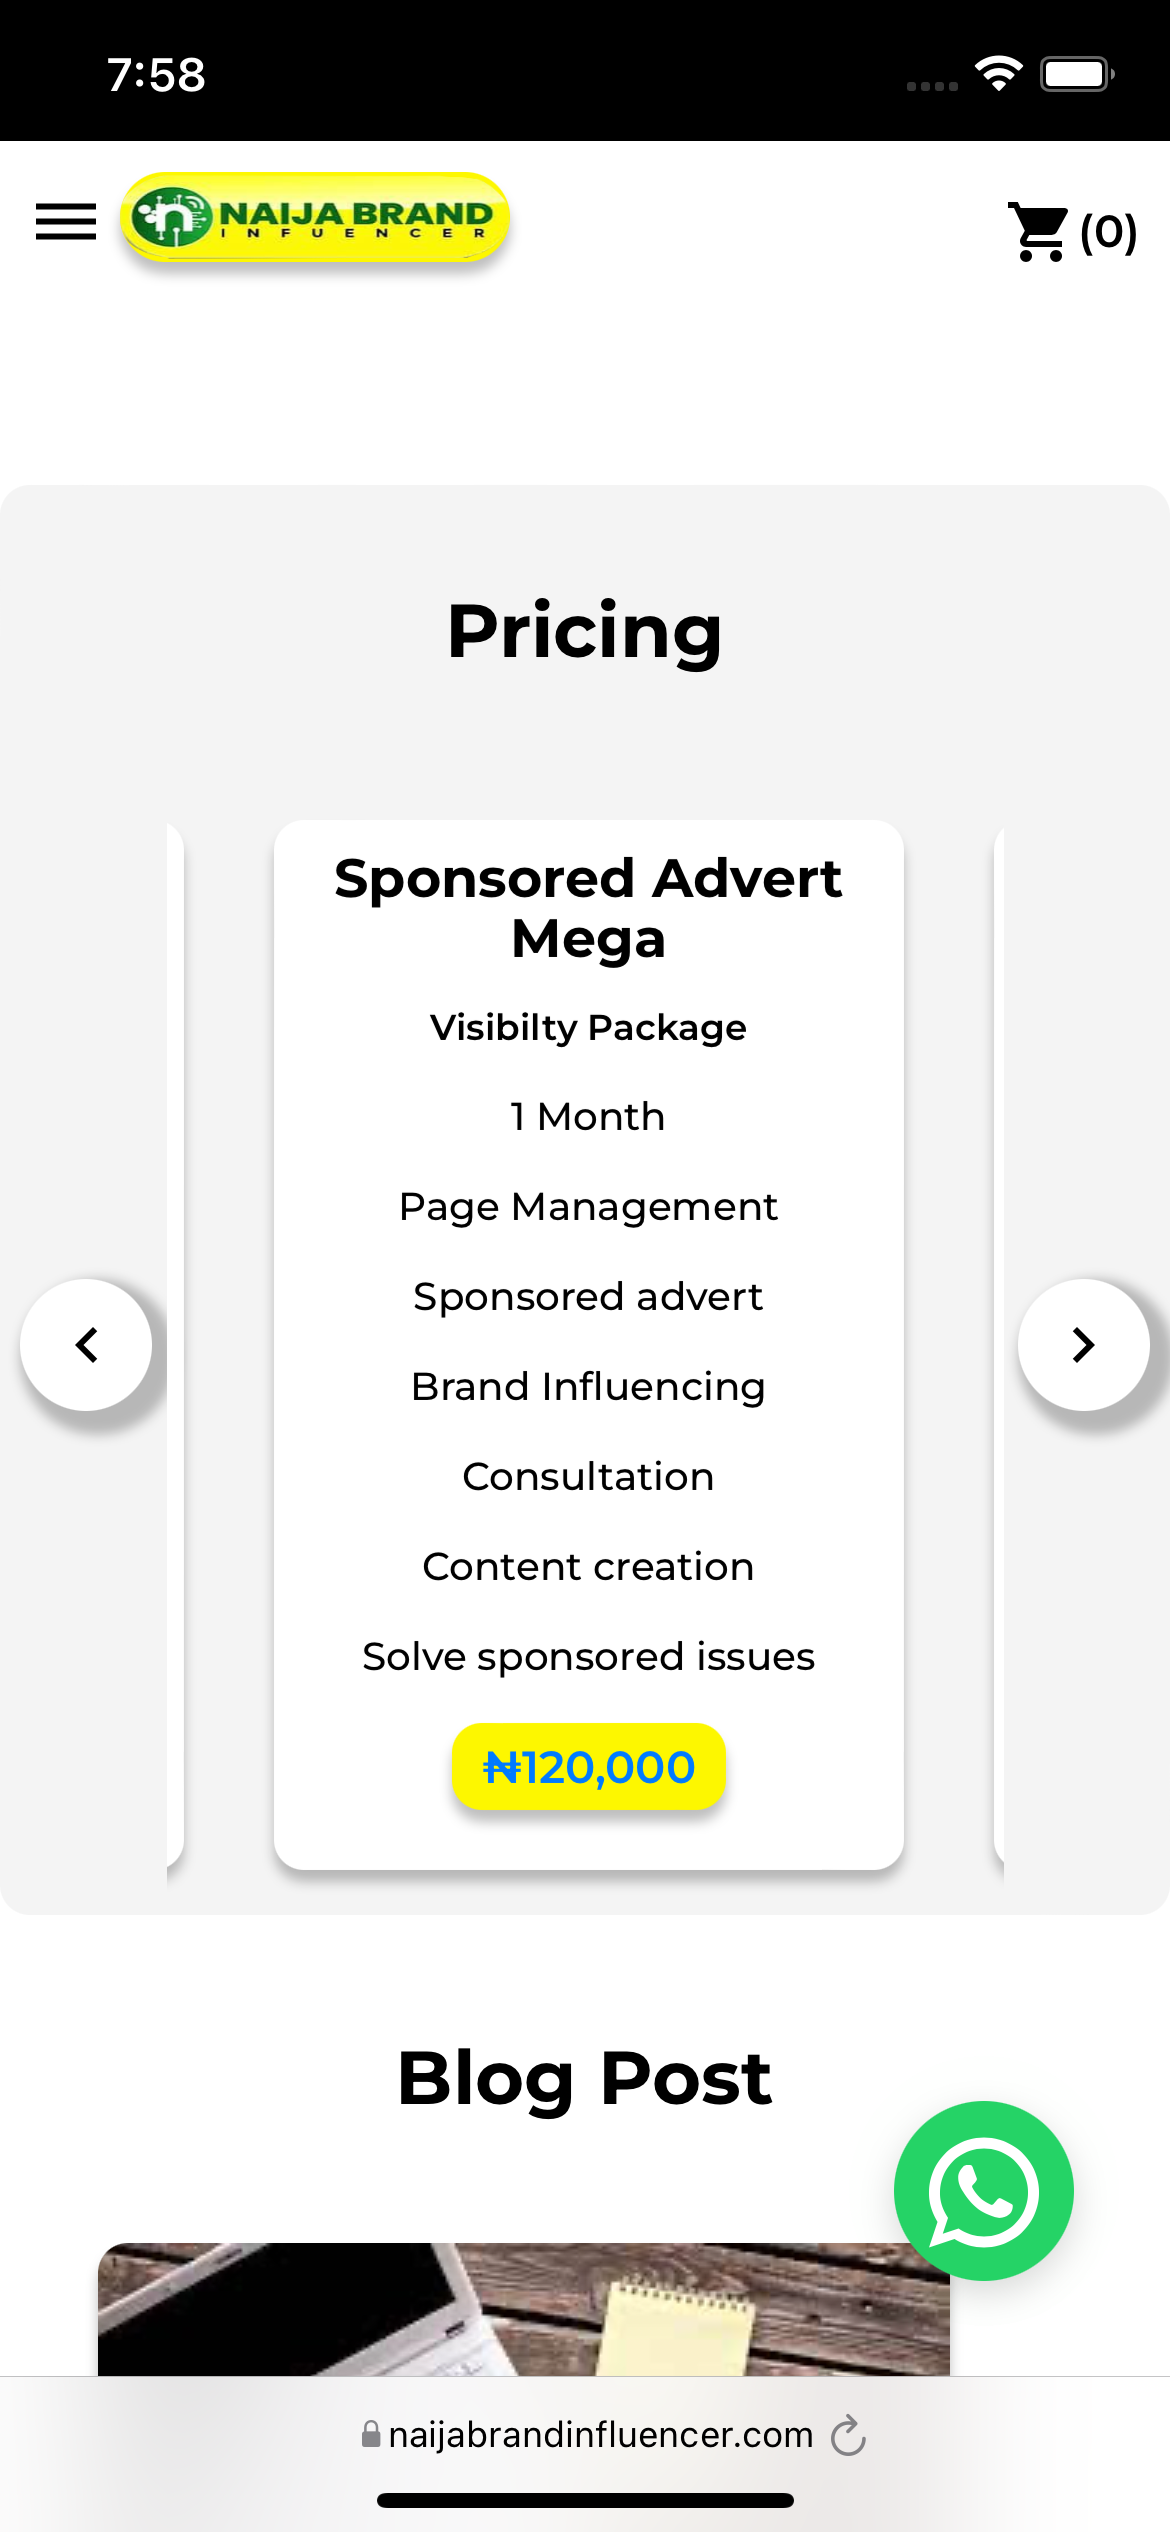 7:58
NAIJA BRAND
INFUENCER
(0)
Pricing
Sponsored Advert
Mega
Visibilty Package
1 Month
Page Management
Sponsored advert
Brand Influencing
Consultation
Content creation
Solve sponsored issues
₦120,000
Blog Post
naijabrandinfluencer.com